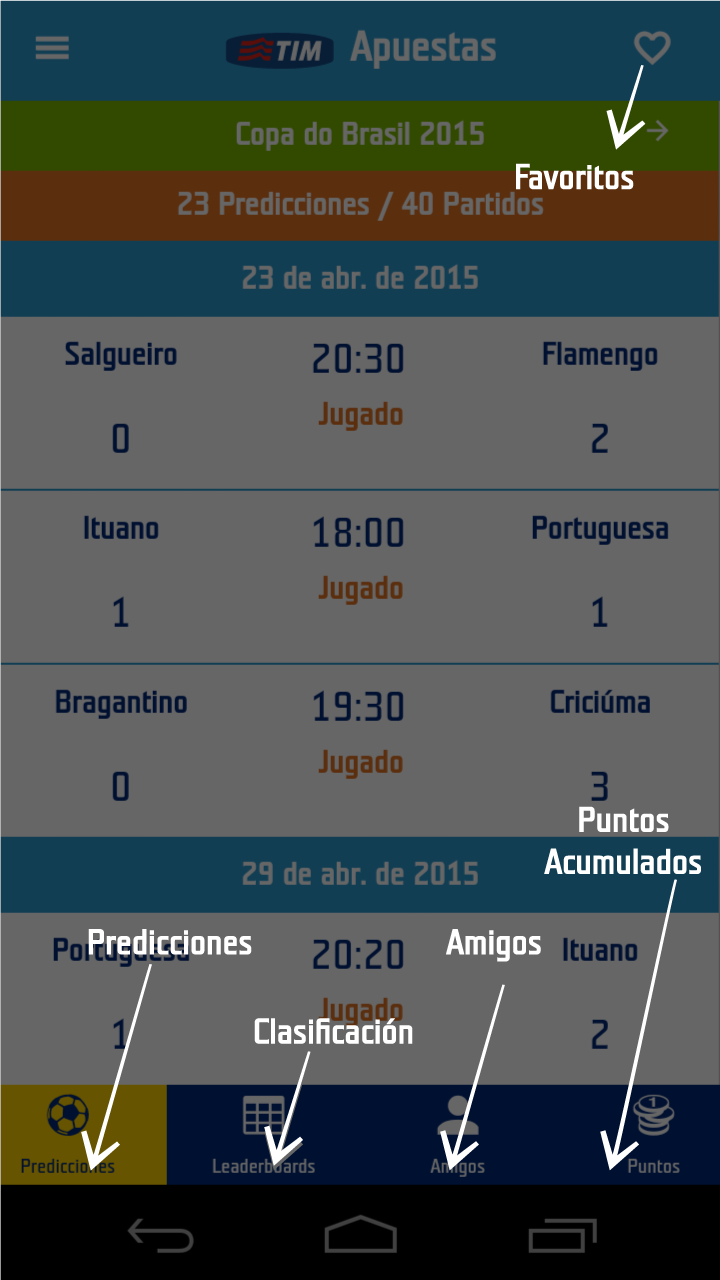 TIM Apuestas
Copa do Brasil 2015
Favoritos
23 Predicciones / 40 Partidos
23 de abr. de 2015
Salgueiro 20:30 Flamengo
Jugado
0 2
Ituano 18:00 Portuguesa
Jugado
1 1
Bragantino 19:30 Criciúma
Jugado
0 3
Puntos
Acumulados
29 de abr. de 2015
Predicciones
Amigos
Portuguesa 20:20 Ituano
Jugado
Clasificación
1 2
1
Predicciones Leaderboards Amigos Puntos